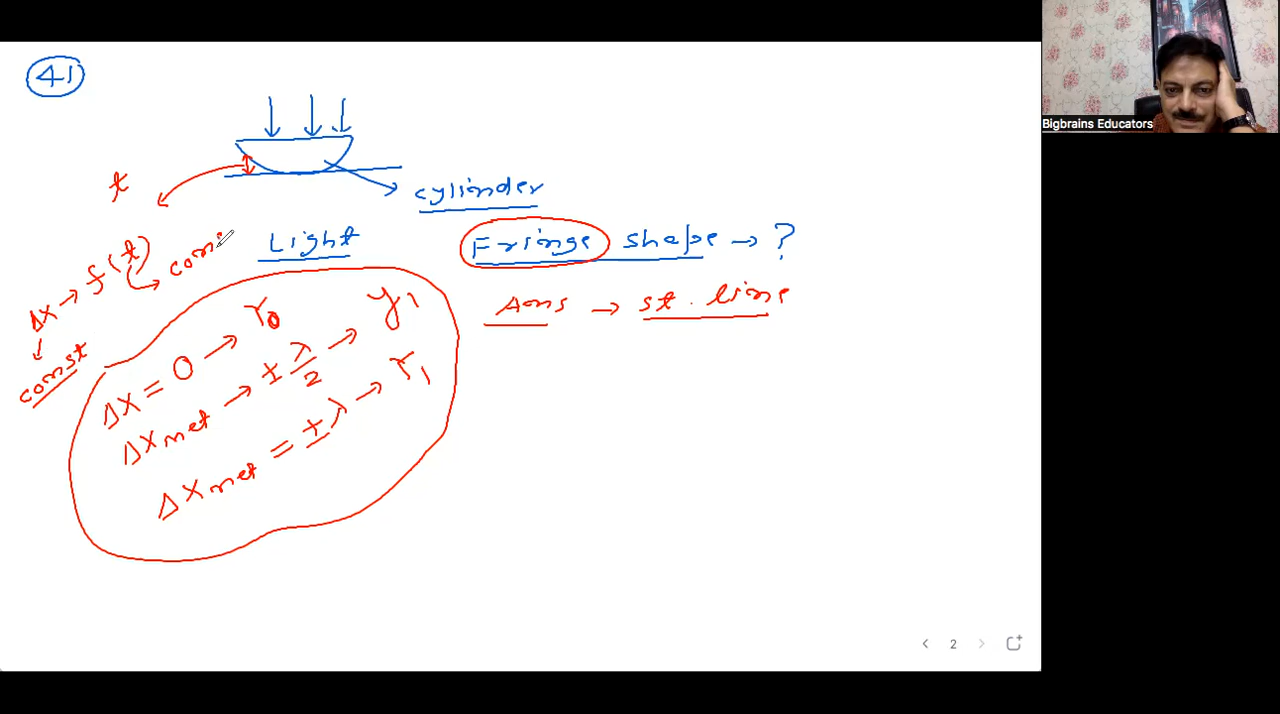 41
Bigbrains Educators
t
cylinder
Light
Fringe shape → ?
Δx → f(t)
↳ cons
↓
const
Ans → st. line
Δx = 0 → r0
Δxnet → ± λ/2 → y1
Δxnet = ± λ → r1
2